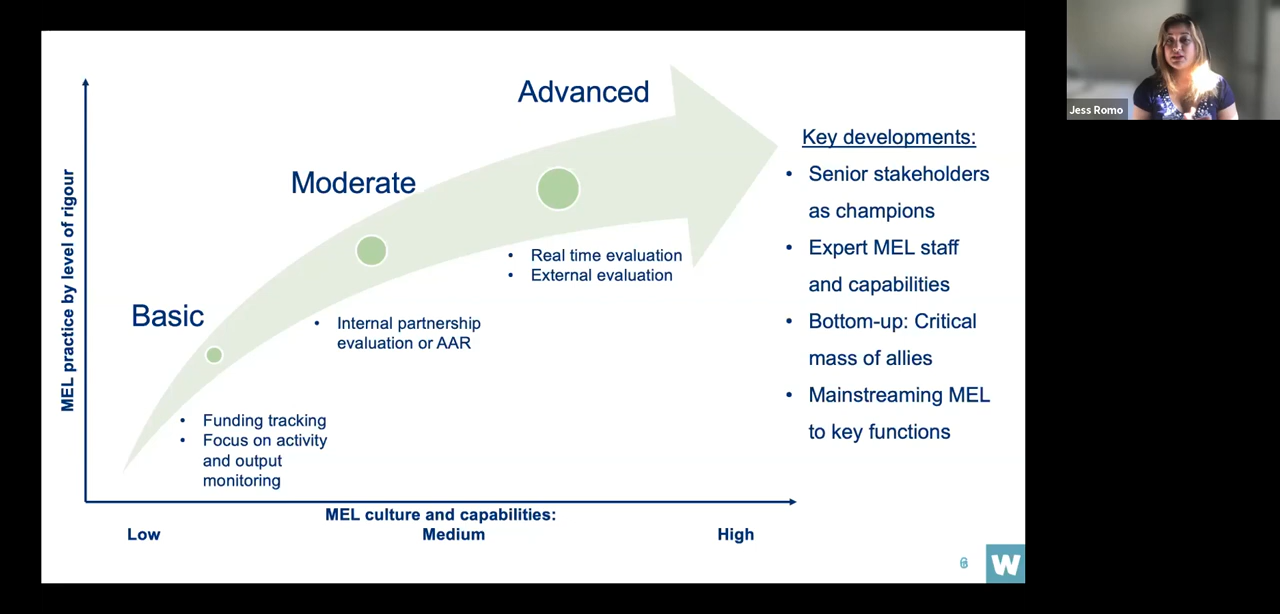 Advanced
Moderate
Basic
MEL practice by level of rigour
• Real time evaluation
• External evaluation
• Internal partnership
evaluation or AAR
• Funding tracking
• Focus on activity
and output
monitoring
MEL culture and capabilities:
Low
Medium
High
Key developments:
• Senior stakeholders
as champions
• Expert MEL staff
and capabilities
• Bottom-up: Critical
mass of allies
• Mainstreaming MEL
to key functions
W
Jess Romo